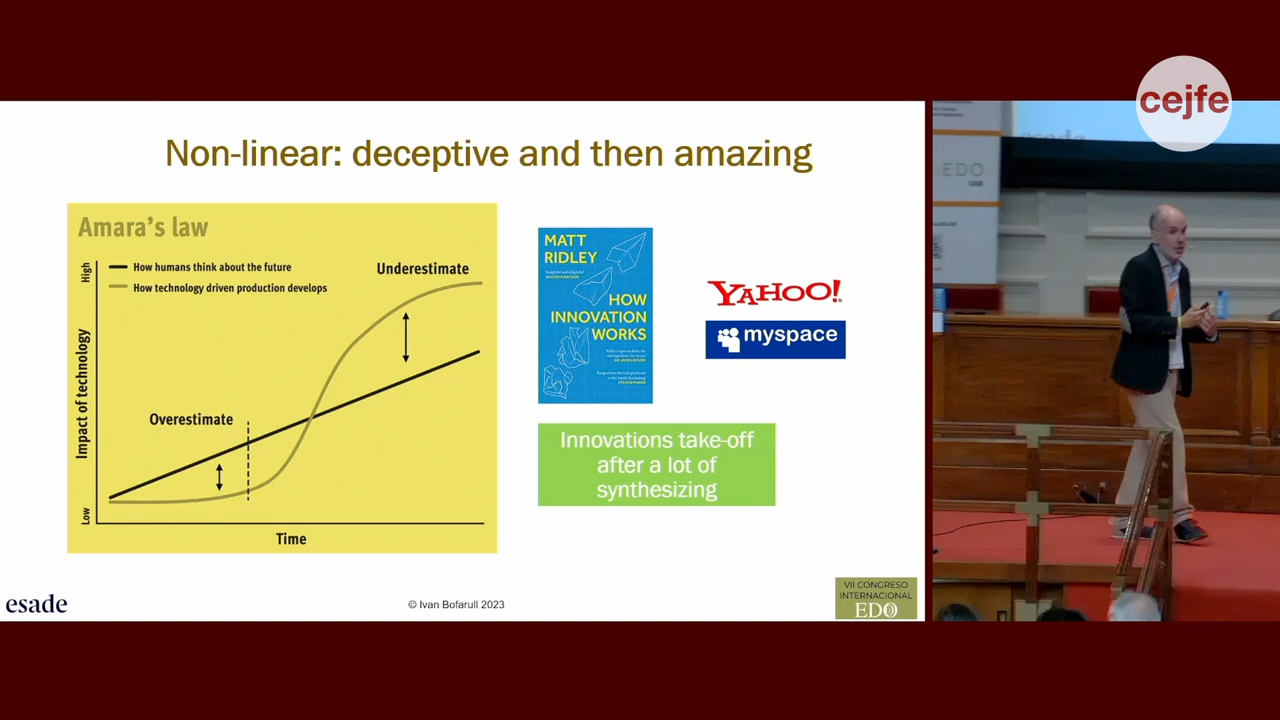 cejfe
Non-linear: deceptive and then amazing
Amara's law
High
How humans think about the future
How technology driven production develops
Underestimate
Impact of technology
Overestimate
Low
Time
MATT
RIDLEY
HOW
INNOVATION
WORKS
YAHOO!
myspace
Innovations take-off
after a lot of
synthesizing
esade
© Ivan Bofarull 2023
VII CONGRESO
INTERNACIONAL
EDO
esade
EDO
UAB